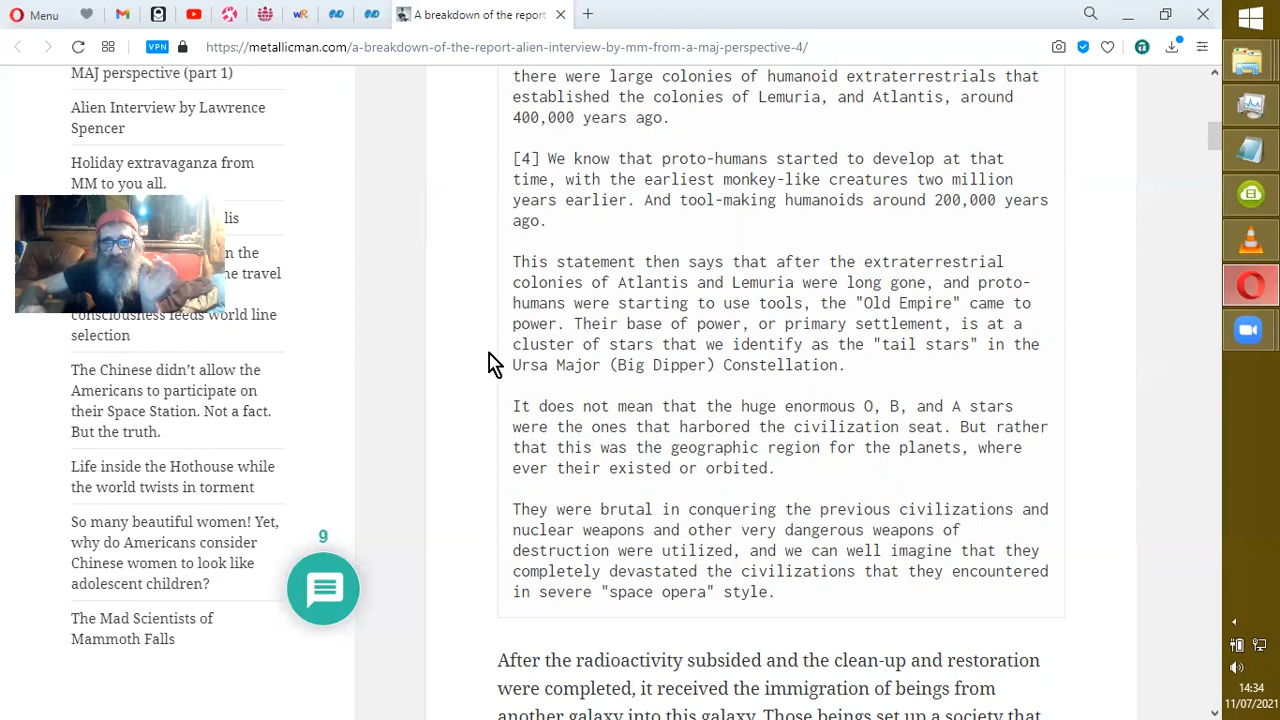 Menu
A breakdown of the report
https://metallicman.com/a-breakdown-of-the-report-alien-interview-by-mm-from-a-maj-perspective-4/
VPN
MAJ perspective (part 1)
Alien Interview by Lawrence
Spencer
Holiday extravaganza from
MM to you all.
lis
n the
ne travel
consciousness feeds world line
selection
The Chinese didn't allow the
Americans to participate on
their Space Station. Not a fact.
But the truth.
Life inside the Hothouse while
the world twists in torment
So many beautiful women! Yet,
why do Americans consider
Chinese women to look like
adolescent children?
The Mad Scientists of
Mammoth Falls
9
there were large colonies of humanoid extraterrestrials that
established the colonies of Lemuria, and Atlantis, around
400,000 years ago.
[4] We know that proto-humans started to develop at that
time, with the earliest monkey-like creatures two million
years earlier. And tool-making humanoids around 200,000 years
ago.
This statement then says that after the extraterrestrial
colonies of Atlantis and Lemuria were long gone, and proto-
humans were starting to use tools, the "Old Empire" came to
power. Their base of power, or primary settlement, is at a
cluster of stars that we identify as the "tail stars" in the
Ursa Major (Big Dipper) Constellation.
It does not mean that the huge enormous O, B, and A stars
were the ones that harbored the civilization seat. But rather
that this was the geographic region for the planets, where
ever their existed or orbited.
They were brutal in conquering the previous civilizations and
nuclear weapons and other very dangerous weapons of
destruction were utilized, and we can well imagine that they
completely devastated the civilizations that they encountered
in severe "space opera" style.
After the radioactivity subsided and the clean-up and restoration
were completed, it received the immigration of beings from
another galaxy into this galaxy. Those beings set up a society that
14:34
11/07/2021